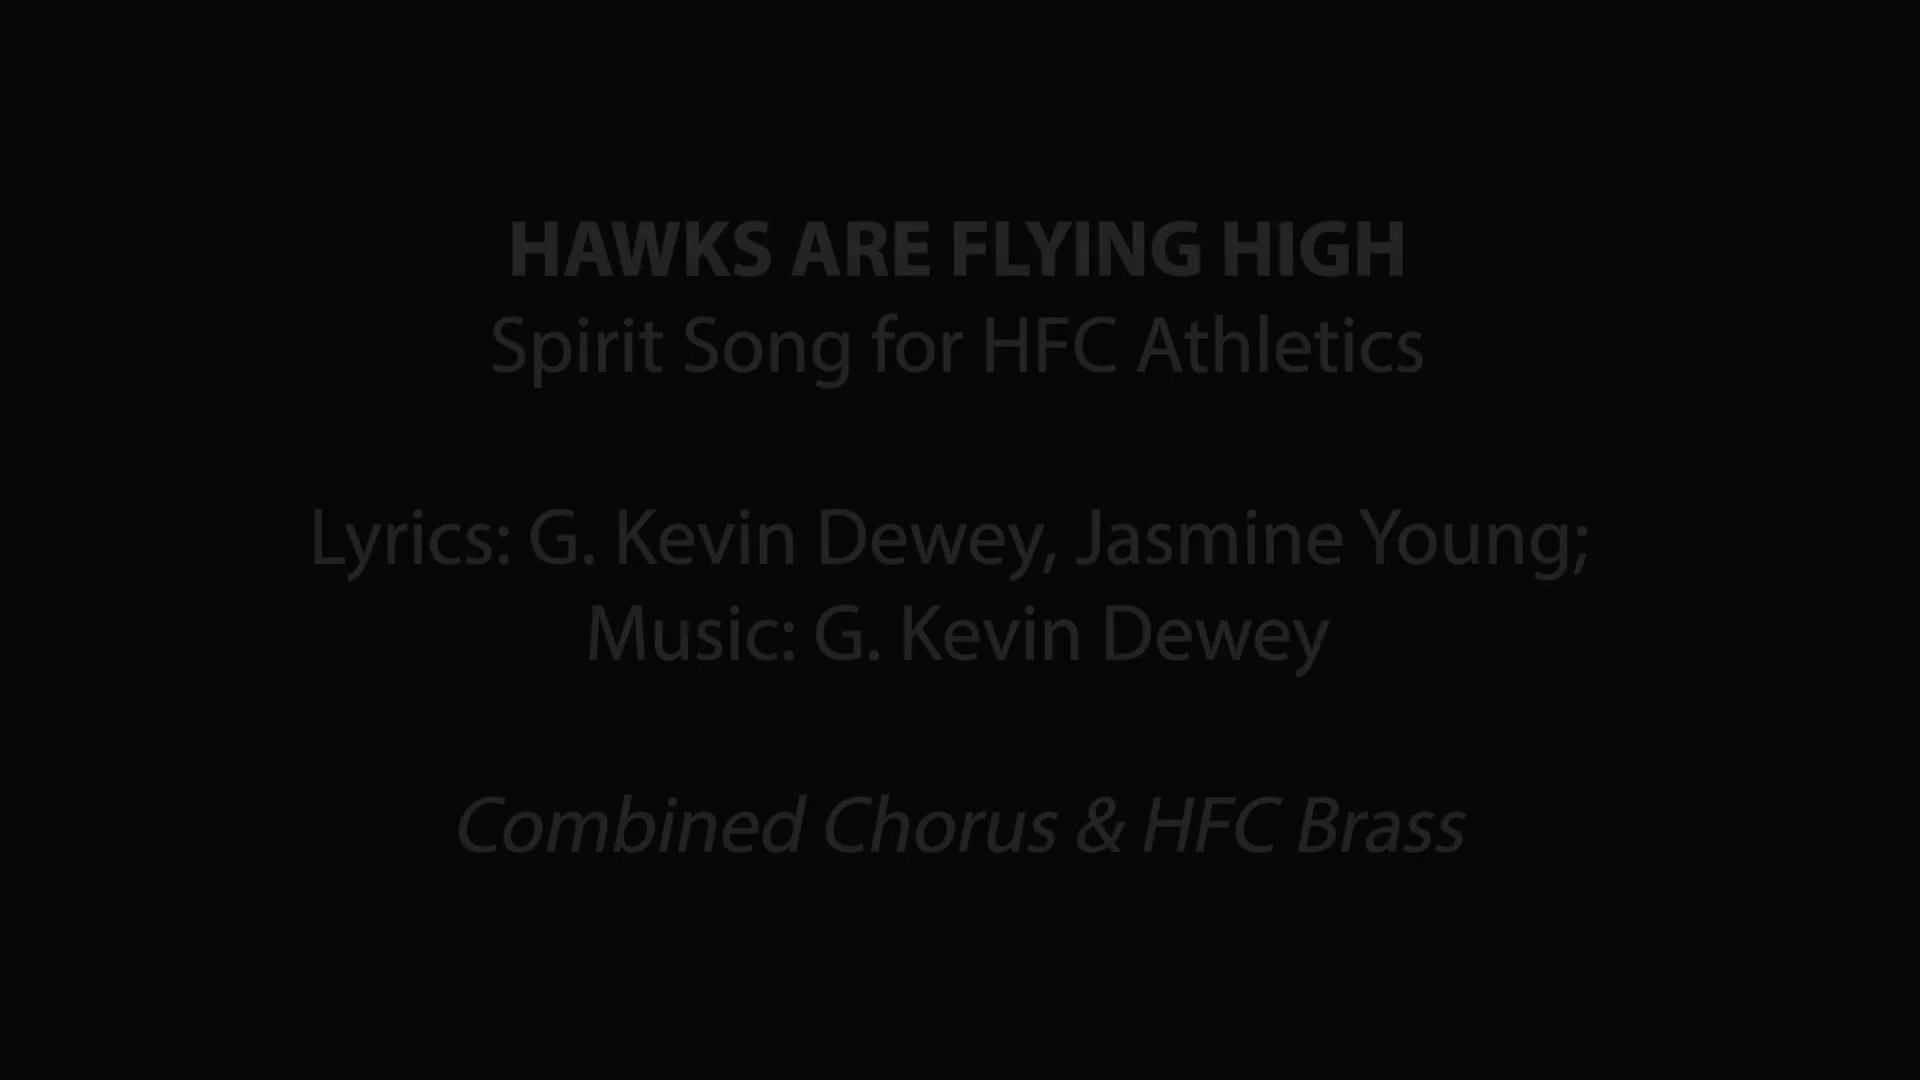 HAWKS ARE FLYING HIGH
Spirit Song for HFC Athletics
Lyrics: G. Kevin Dewey, Jasmine Young;
Music: G. Kevin Dewey
Combined Chorus & HFC Brass